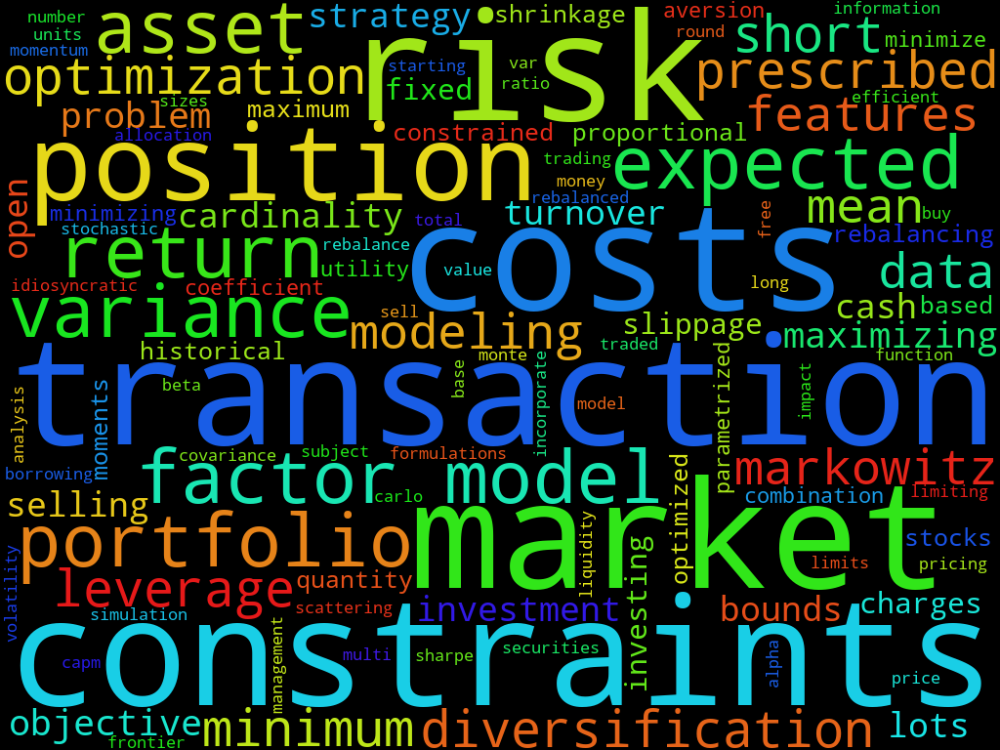 number
units
momentum
asset
strategy
shrinkage
aversion
round
information
short
minimize
optimization
risk
starting
fixed
var
ratio
prescribed
problem
sizes
maximum
allocation
constrained
proportional
efficient
features
position
trading
money
rebalanced
expected
open
minimizing
stochastic
cardinality
total
turnover
free
mean
buy
rebalancing
return
rebalance
utility
costs
value
long
data
idiosyncratic
coefficient
variance
sell
modeling
slippage
cash
based
historical
monte
traded
maximizing
function
transaction
analysis
moments
beta
base
incorporate
model
parametrized
impact
borrowing
covariance
subject
formulations
factor model
carlo
optimized
markowitz
combination
limiting
selling
portfolio
market
liquidity
investing
stocks
limits
pricing
volatility
leverage
quantity
simulation
scattering
investment
bounds
charges
constraints
capm
management
multi
sharpe
securities
alpha
price
objective
frontier
minimum
diversification
lots